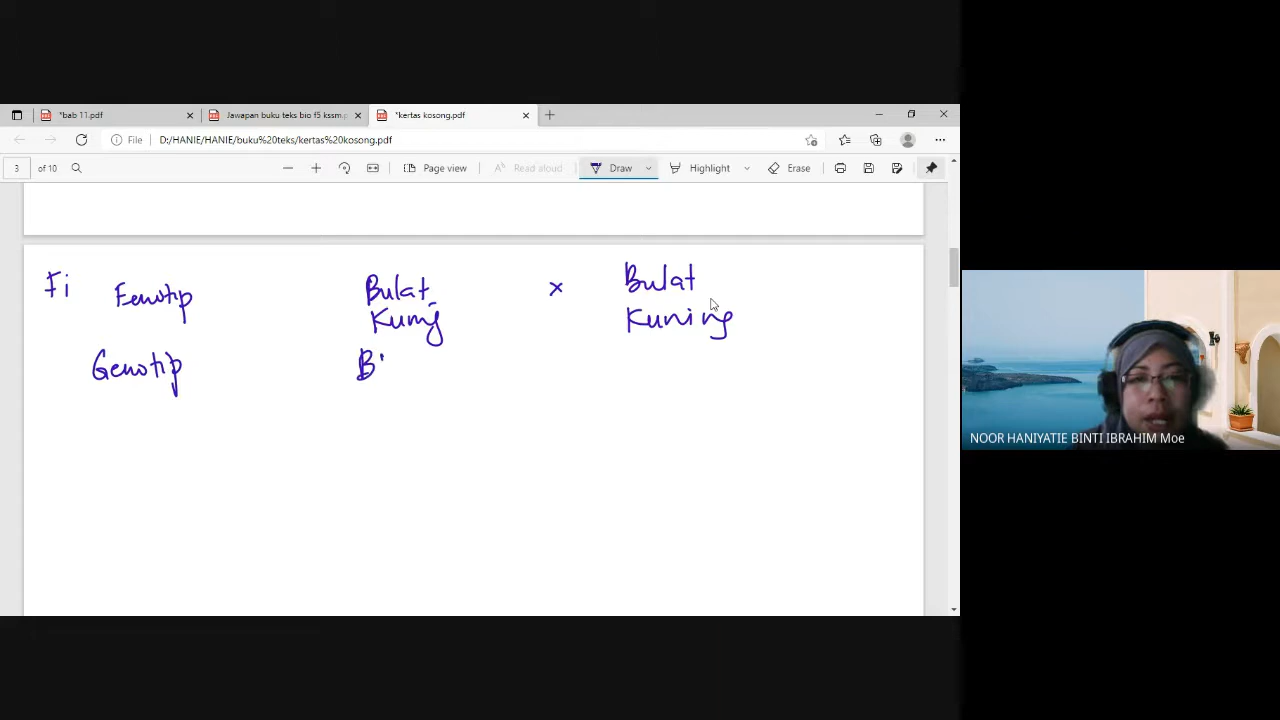 *bab 11.pdf
Jawapan buku teks bio f5 kssm.p
*kertas kosong.pdf
File
D:/HANIE/HANIE/buku%20teks/kertas%20kosong.pdf
3 of 10
Page view
Read aloud
Draw
Highlight
Erase
Fi Fenotip Bulat x Bulat
Kuning Kuning
Genotip B
NOOR HANIYATIE BINTI IBRAHIM Moe